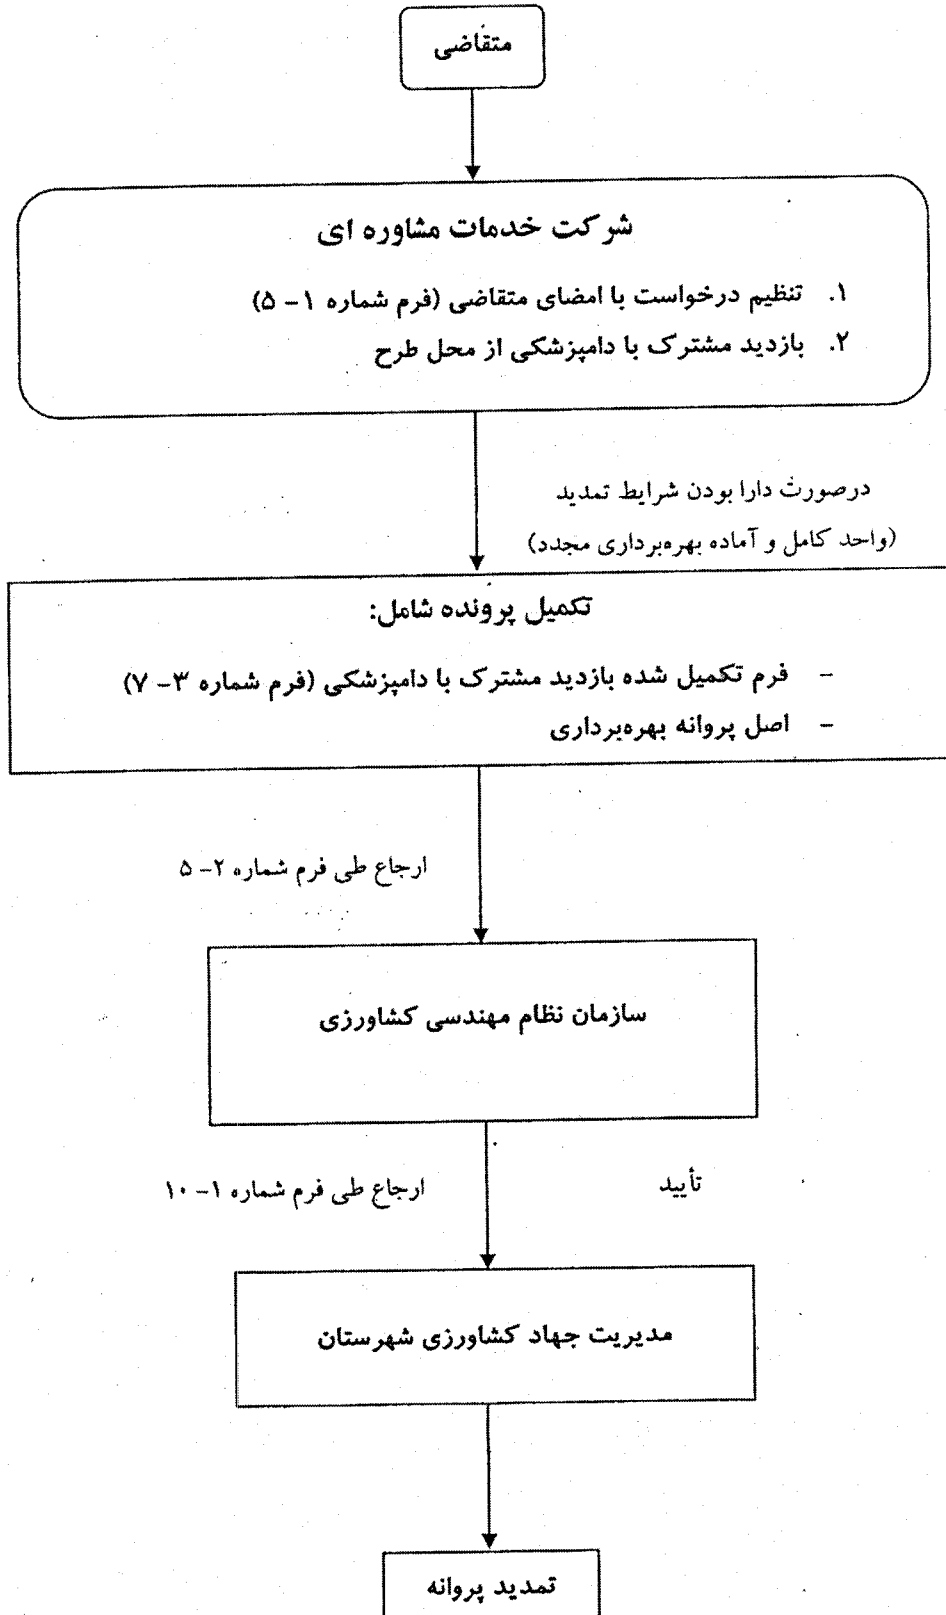 متقاضی
شرکت خدمات مشاوره ای
۱. تنظیم درخواست با امضای متقاضی (فرم شماره ۱-۵)
۲. بازدید مشترک با دامپزشکی از محل طرح
درصورت دارا بودن شرایط تمدید
(واحد کامل و آماده بهره‌برداری مجدد)
تکمیل پرونده شامل:
- فرم تکمیل شده بازدید مشترک با دامپزشکی (فرم شماره ۳-۷)
- اصل پروانه بهره‌برداری
ارجاع طی فرم شماره ۲-۵
سازمان نظام مهندسی کشاورزی
تأیید
ارجاع طی فرم شماره ۱-۱۰
مدیریت جهاد کشاورزی شهرستان
تمدید پروانه